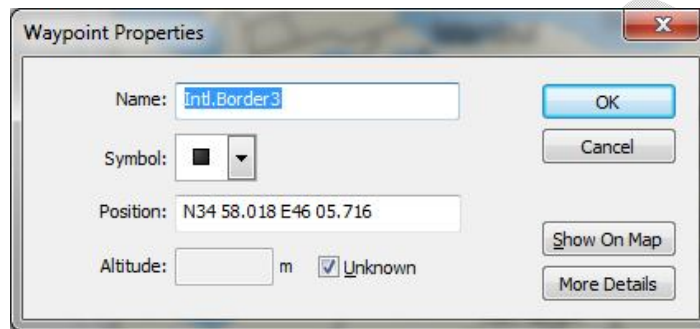 Waypoint Properties
Name: Intl.Border3
OK
Symbol:
Cancel
Position: N34 58.018 E46 05.716
Show On Map
Altitude: m Unknown
More Details